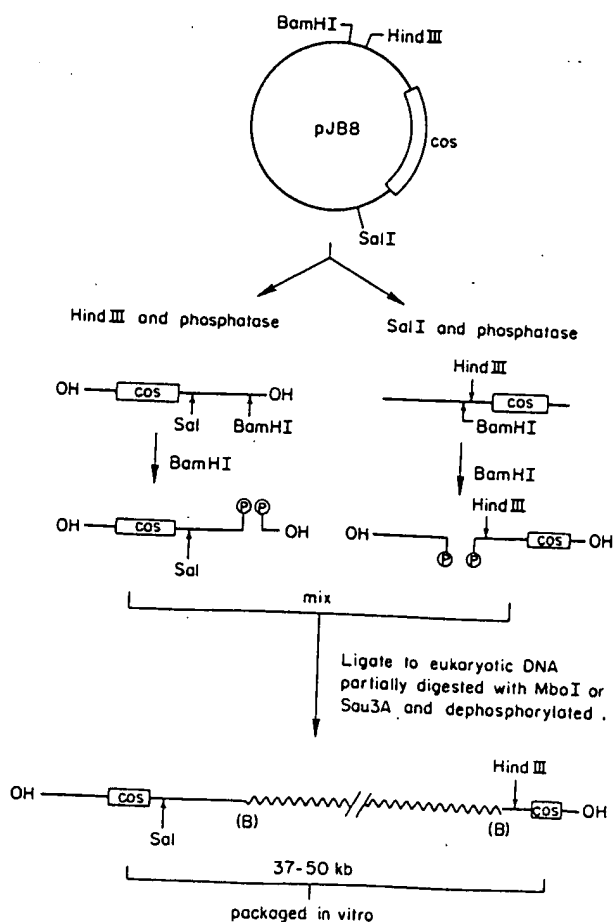 BamHI
Hind III
pJB8
cos
SalI
Hind III and phosphatase
SalI and phosphatase
Hind III
OH
cos
OH
cos
Sal
BamHI
BamHI
BamHI
BamHI
Hind III
P P
OH
cos
OH
OH
cos
OH
P P
Sal
mix
Ligate to eukaryotic DNA
partially digested with MboI or
Sau3A and dephosphorylated .
Hind III
OH
cos
cos
OH
Sal
(B)
(B)
37-50 kb
packaged in vitro